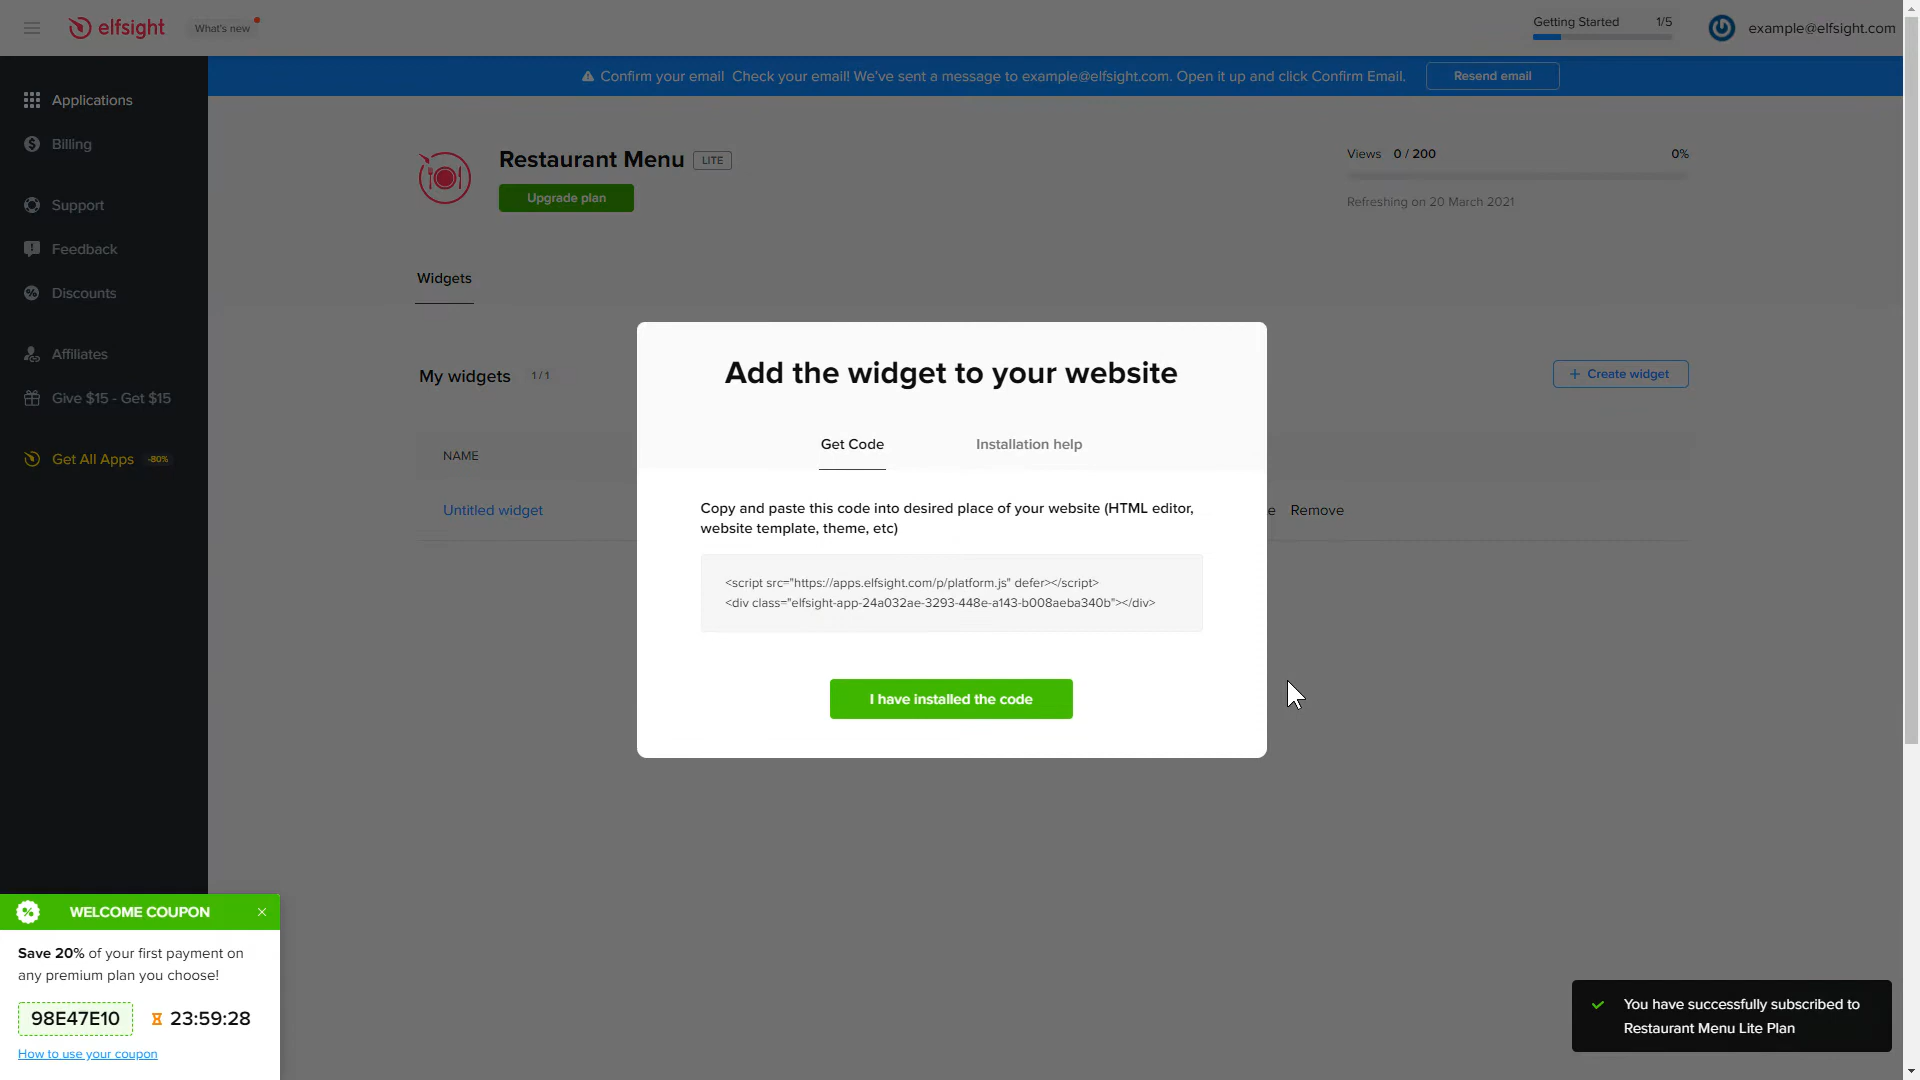 elfsight
What's new
Getting Started 1/5
example@elfsight.com
Confirm your email Check your email! We've sent a message to example@elfsight.com. Open it up and click Confirm Email.
Resend email
Applications
Billing
Support
Feedback
Discounts
Affiliates
Give $15 - Get $15
Get All Apps -80%
Restaurant Menu LITE
Upgrade plan
Views 0 / 200 0%
Refreshing on 20 March 2021
Widgets
My widgets 1 / 1
+ Create widget
NAME
Untitled widget
e Remove
Add the widget to your website
Get Code Installation help
Copy and paste this code into desired place of your website (HTML editor,
website template, theme, etc)
<script src="https://apps.elfsight.com/p/platform.js" defer></script>
<div class="elfsight-app-24a032ae-3293-448e-a143-b008aeba340b"></div>
I have installed the code
WELCOME COUPON
Save 20% of your first payment on
any premium plan you choose!
98E47E10 23:59:28
How to use your coupon
You have successfully subscribed to
Restaurant Menu Lite Plan